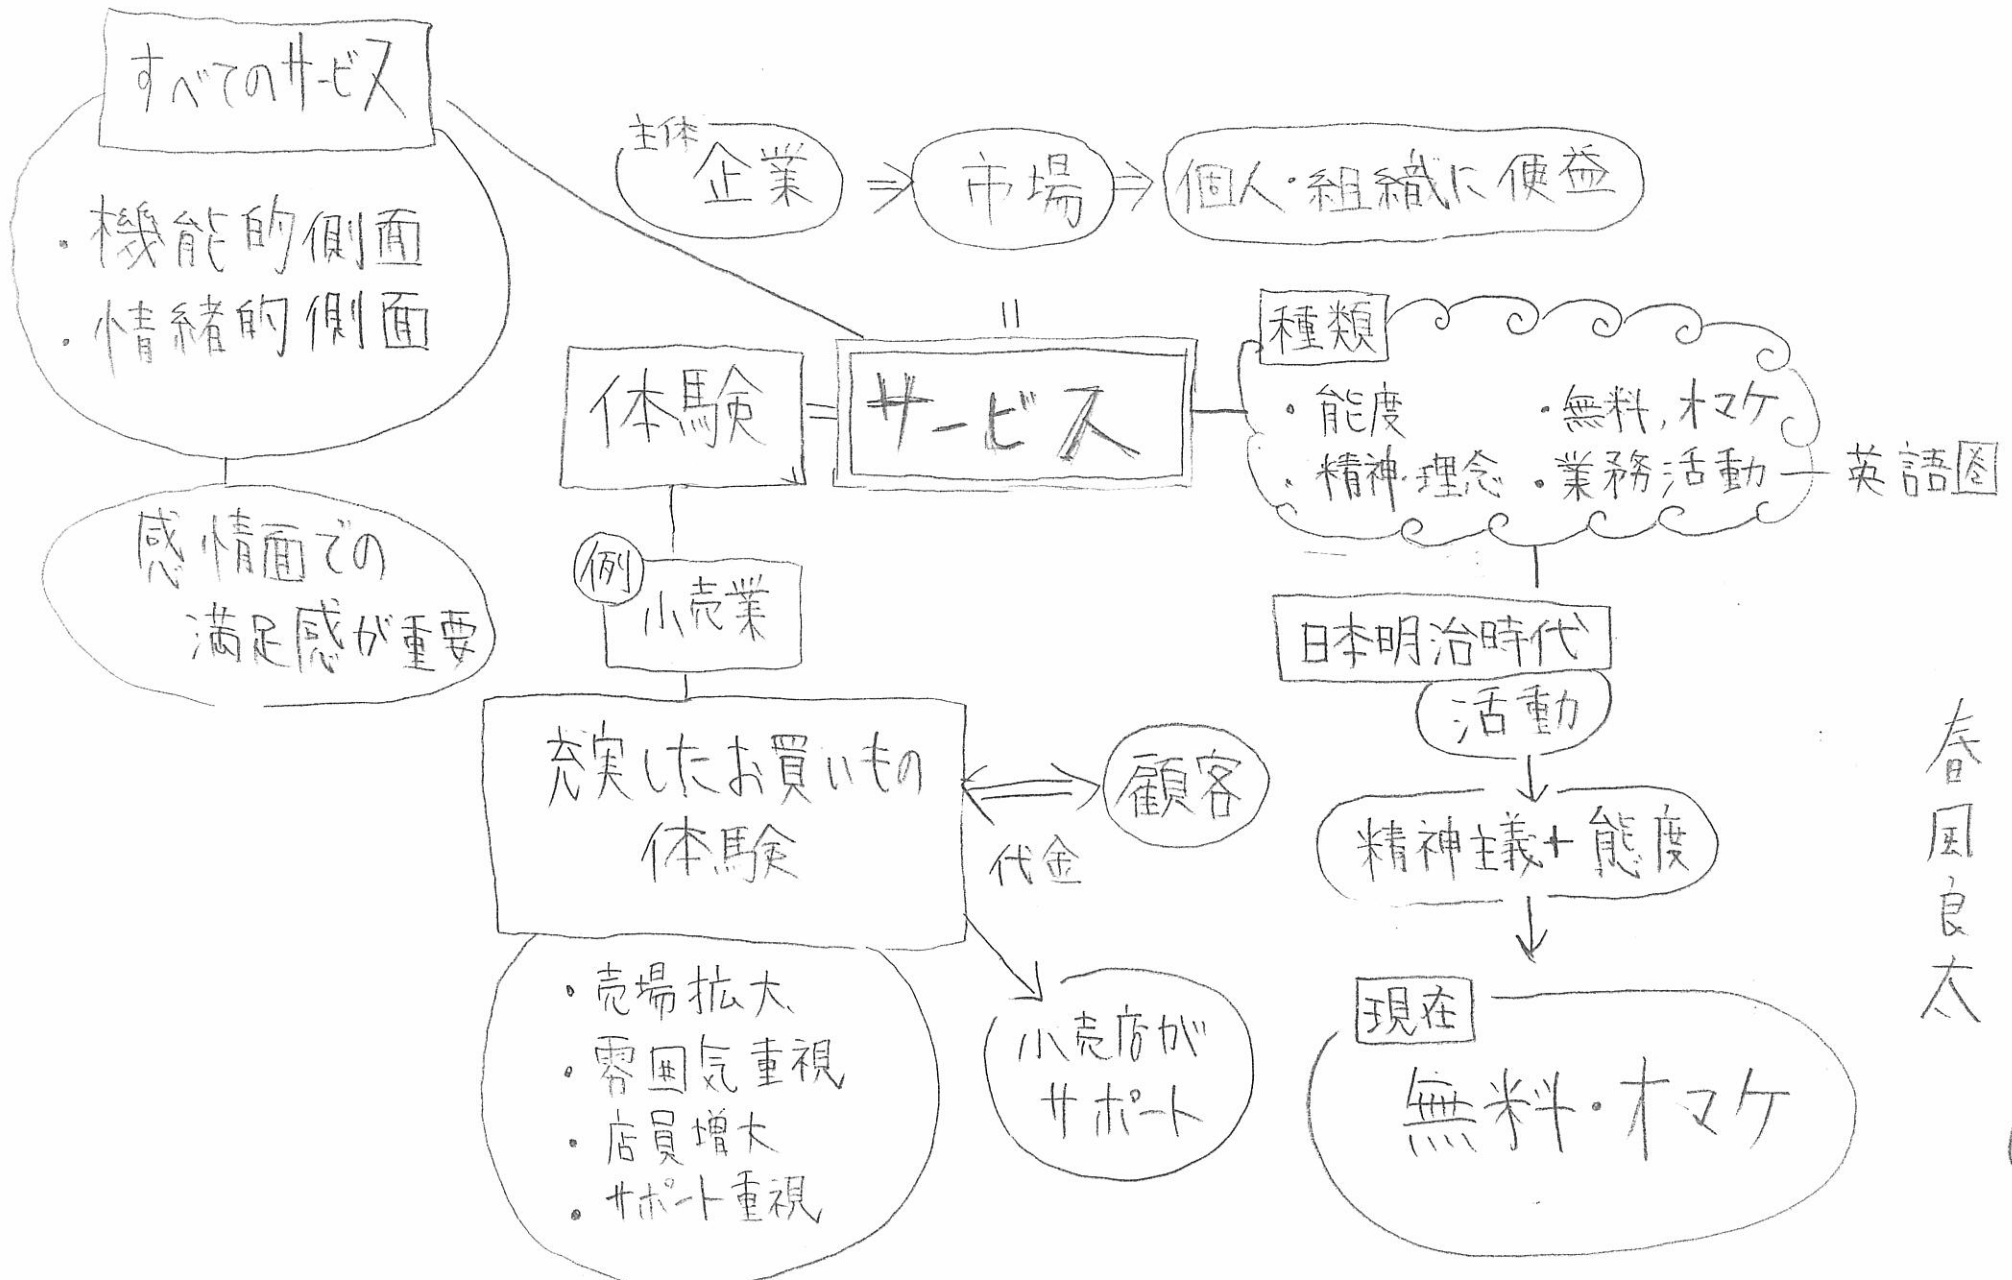 すべてのサービス
・機能的側面
・情緒的側面
感情面での
満足感が重要
主体
企業 ⇒ 市場 ⇒ 個人・組織に便益
=
体験 = サービス
種類
・態度
・無料,オマケ
・精神・理念
・業務活動 — 英語圏
例
小売業
充実したお買いもの
体験
顧客
代金
・売場拡大
・雰囲気重視
・店員増大
・サポート重視
小売店が
サポート
日本明治時代
活動
精神主義+態度
現在
無料・オマケ
良太